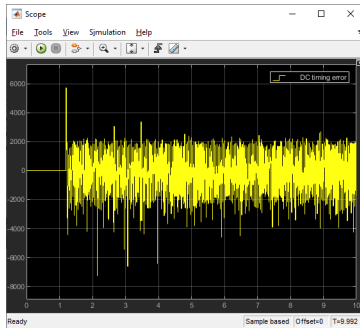 Scope
File Tools View Simulation Help
DC timing error
6000
4000
2000
0
-2000
-4000
-6000
-8000
0 1 2 3 4 5 6 7 8 9 10
Ready Sample based Offset=0 T=9.992